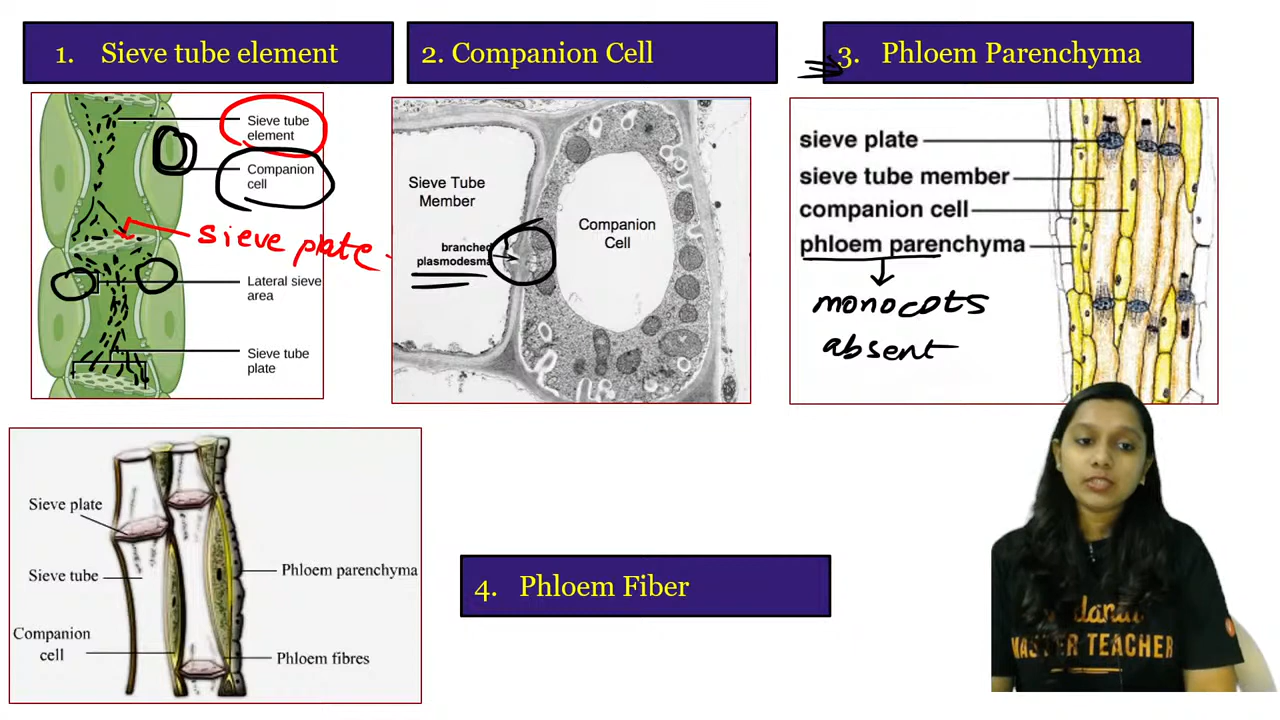 1. Sieve tube element
2. Companion Cell
3. Phloem Parenchyma
Sieve tube
element
Companion
cell
sieve plate
Lateral sieve
area
Sieve tube
plate
Sieve Tube
Member
branched
plasmodesma
Companion
Cell
sieve plate
sieve tube member
companion cell
phloem parenchyma
monocots
absent
Sieve plate
Sieve tube
Companion
cell
Phloem parenchyma
Phloem fibres
4. Phloem Fiber
MASTER TEACHER